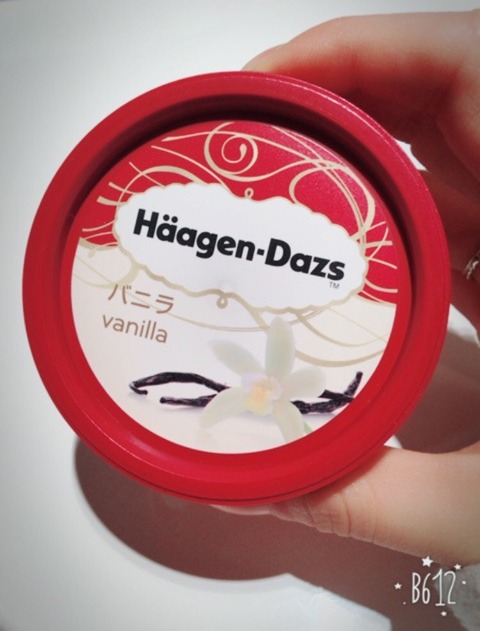 Häagen-Dazs
TM
バニラ
vanilla
B612